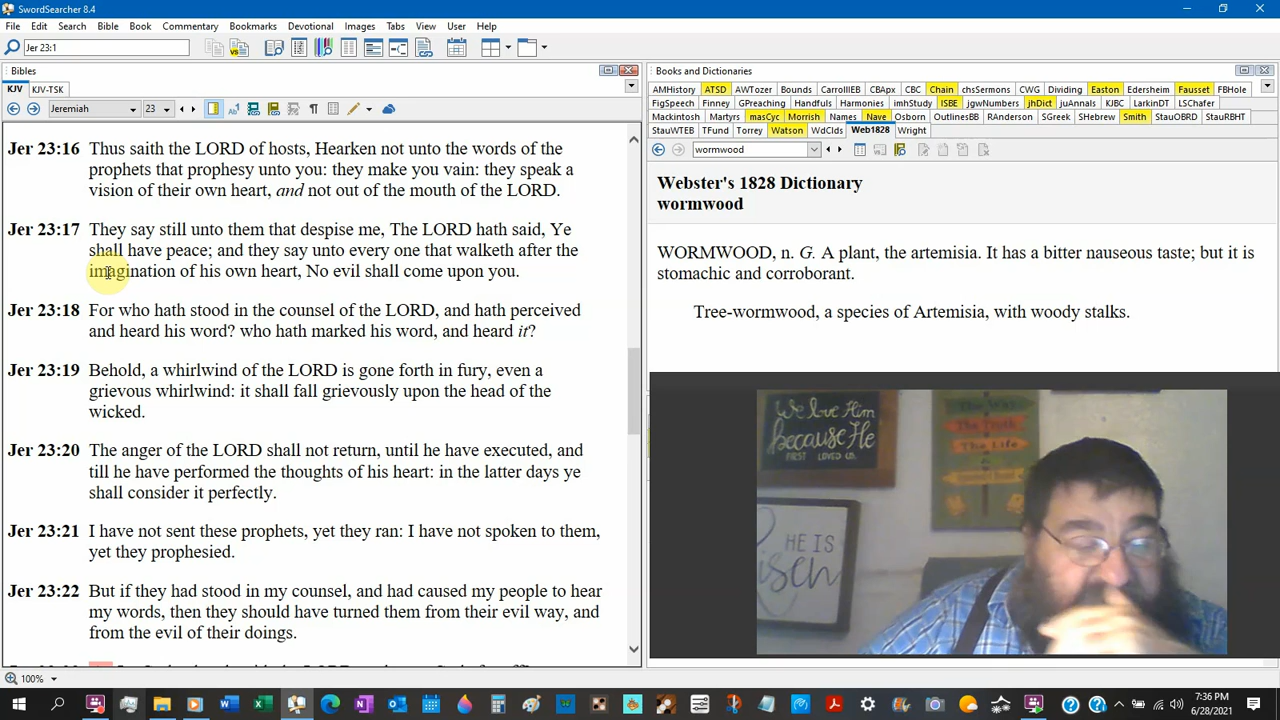 SwordSearcher 8.4
File Edit Search Bible Book Commentary Bookmarks Devotional Images Tabs View User Help
Jer 23:1
Bibles
KJV KJV-TSK
Jeremiah 23
Jer 23:16 Thus saith the LORD of hosts, Hearken not unto the words of the
prophets that prophesy unto you: they make you vain: they speak a
vision of their own heart, and not out of the mouth of the LORD.
Jer 23:17 They say still unto them that despise me, The LORD hath said, Ye
shall have peace; and they say unto every one that walketh after the
imagination of his own heart, No evil shall come upon you.
Jer 23:18 For who hath stood in the counsel of the LORD, and hath perceived
and heard his word? who hath marked his word, and heard it?
Jer 23:19 Behold, a whirlwind of the LORD is gone forth in fury, even a
grievous whirlwind: it shall fall grievously upon the head of the
wicked.
Jer 23:20 The anger of the LORD shall not return, until he have executed, and
till he have performed the thoughts of his heart: in the latter days ye
shall consider it perfectly.
Jer 23:21 I have not sent these prophets, yet they ran: I have not spoken to them,
yet they prophesied.
Jer 23:22 But if they had stood in my counsel, and had caused my people to hear
my words, then they should have turned them from their evil way, and
from the evil of their doings.
100%
Books and Dictionaries
AMHistory ATSD AWTozer Bounds CarrollIEB CBApx CBC Chain chsSermons CWG Dividing Easton Edersheim Fausset FBHole
FigSpeech Finney GPreaching Handfuls Harmonies imhStudy ISBE jgwNumbers jhDict juAnnals KJBC LarkinDT LSChafer
Mackintosh Martyrs masCyc Morrish Names Nave Osborn OutlinesBB RAnderson SGreek SHebrew Smith StauOBRD StauRBHT
StauWTEB TFund Torrey Watson WdClds Web1828 Wright
wormwood
Webster's 1828 Dictionary
wormwood
WORMWOOD, n. G. A plant, the artemisia. It has a bitter nauseous taste; but it is
stomachic and corroborant.
Tree-wormwood, a species of Artemisia, with woody stalks.
We love Him
because He
FIRST LOVED US.
The Way
The Truth
The Life
HE IS
Risen
7:36 PM
6/28/2021